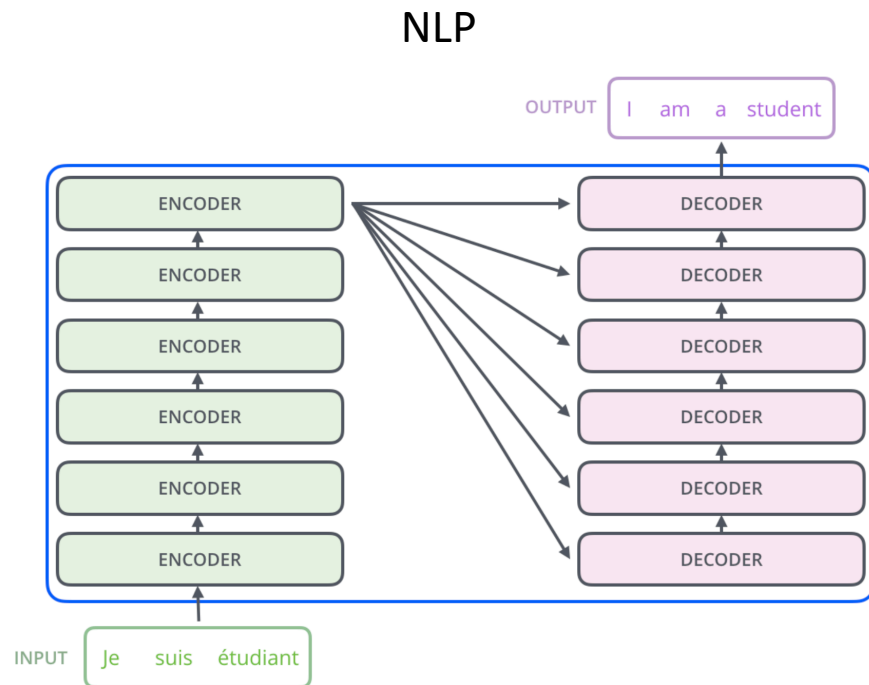 NLP
OUTPUT I am a student
ENCODER DECODER
ENCODER DECODER
ENCODER DECODER
ENCODER DECODER
ENCODER DECODER
ENCODER DECODER
INPUT Je suis étudiant